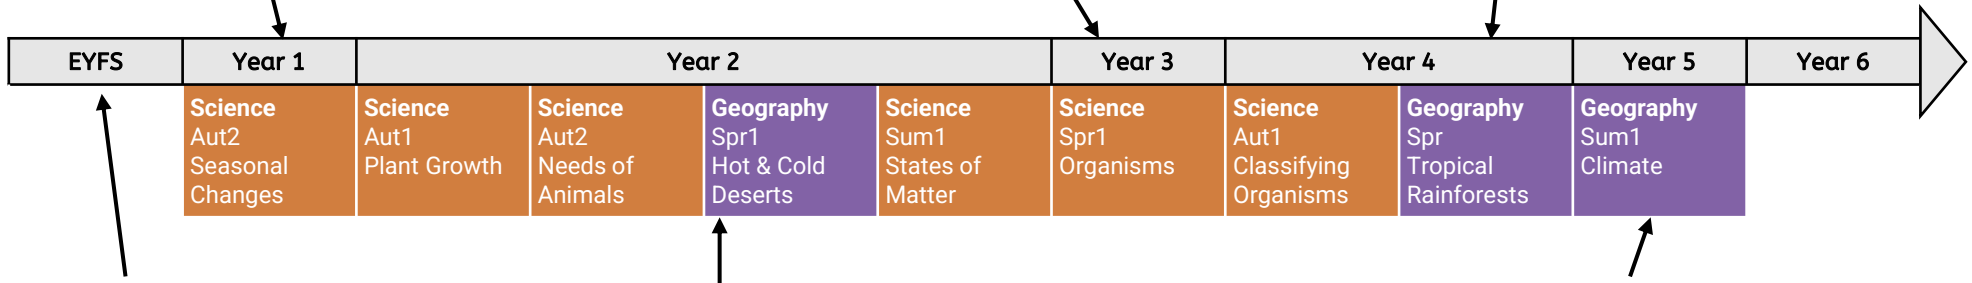 EYFS
Year 1
Year 2
Year 3
Year 4
Year 5
Year 6
Science
Aut2
Seasonal
Changes
Science
Aut1
Plant Growth
Science
Aut2
Needs of
Animals
Geography
Spr1
Hot & Cold
Deserts
Science
Sum1
States of
Matter
Science
Spr1
Organisms
Science
Aut1
Classifying
Organisms
Geography
Spr
Tropical
Rainforests
Geography
Sum1
Climate